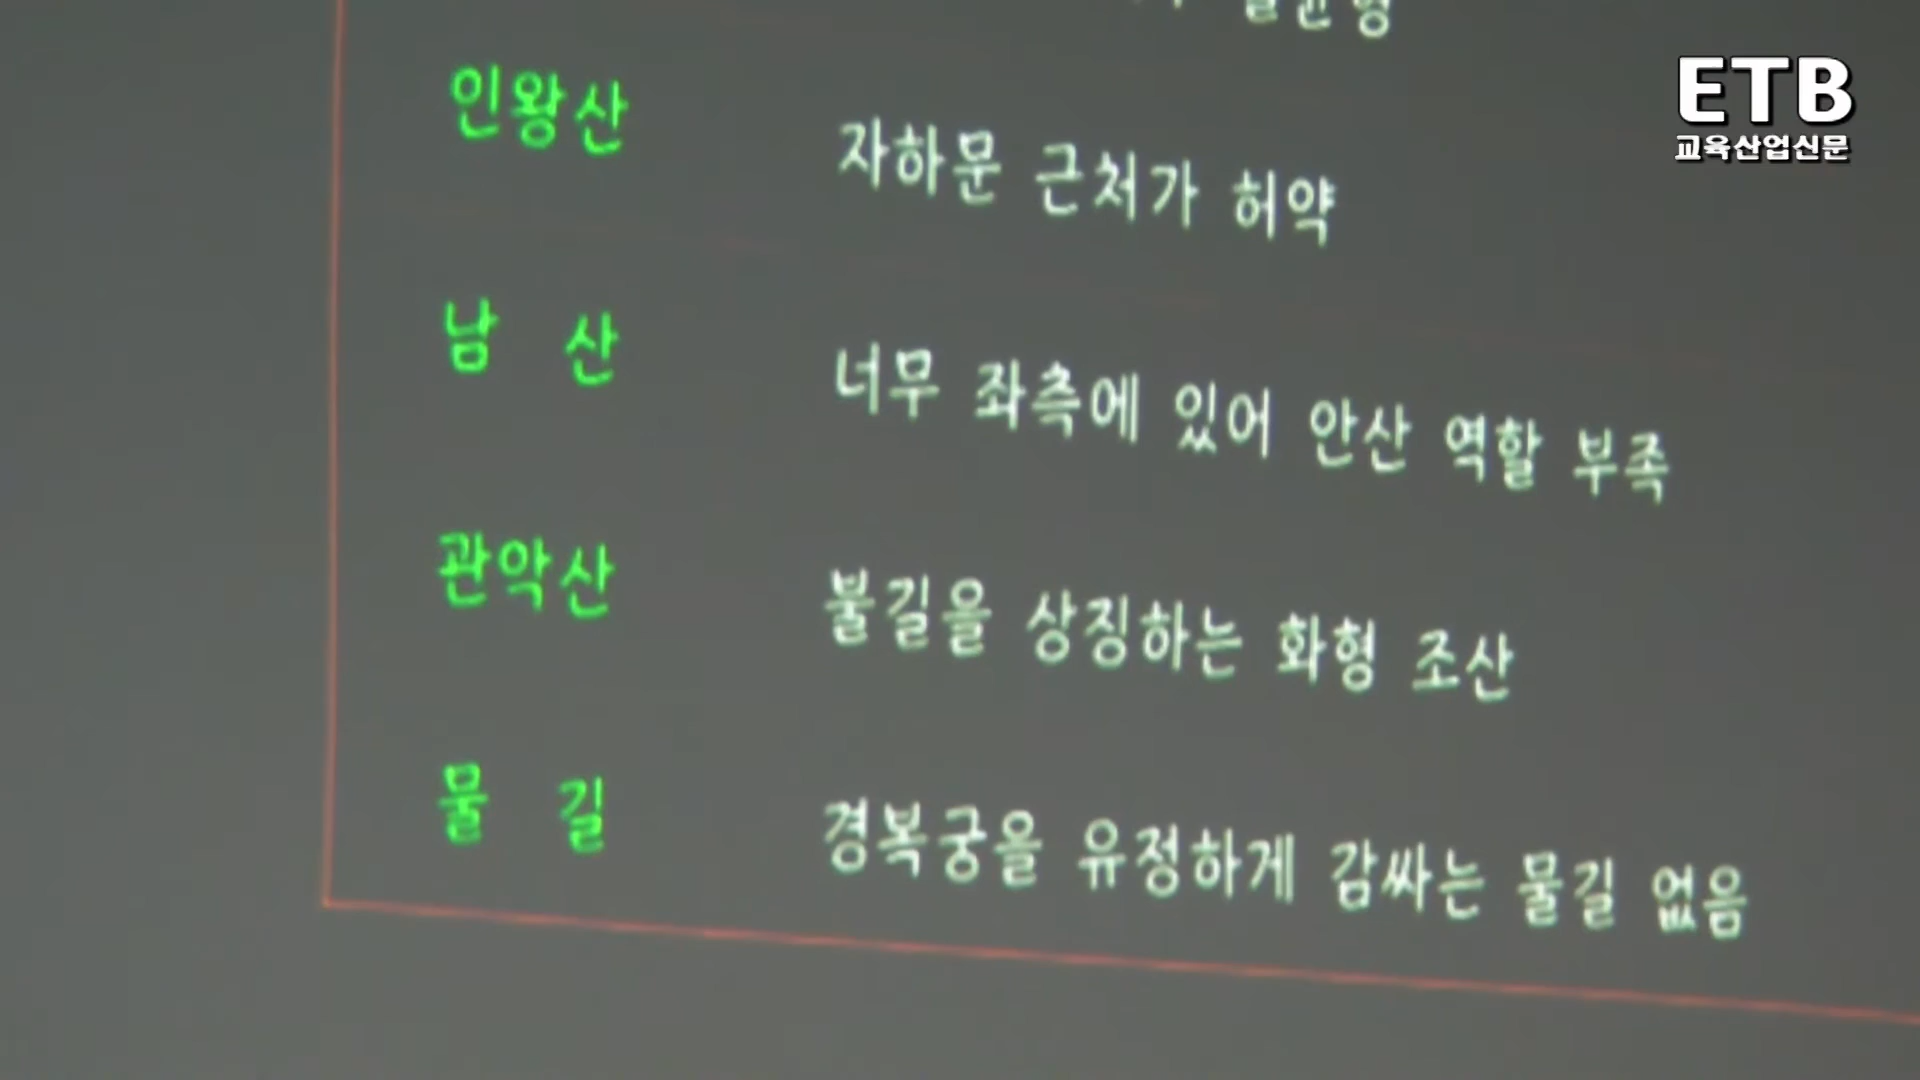 불균형
ETB
교육산업신문
인왕산 자하문 근처가 허약
남 산 너무 좌측에 있어 안산 역할 부족
관악산 불길을 상징하는 화형 조산
물 길 경복궁을 유정하게 감싸는 물길 없음